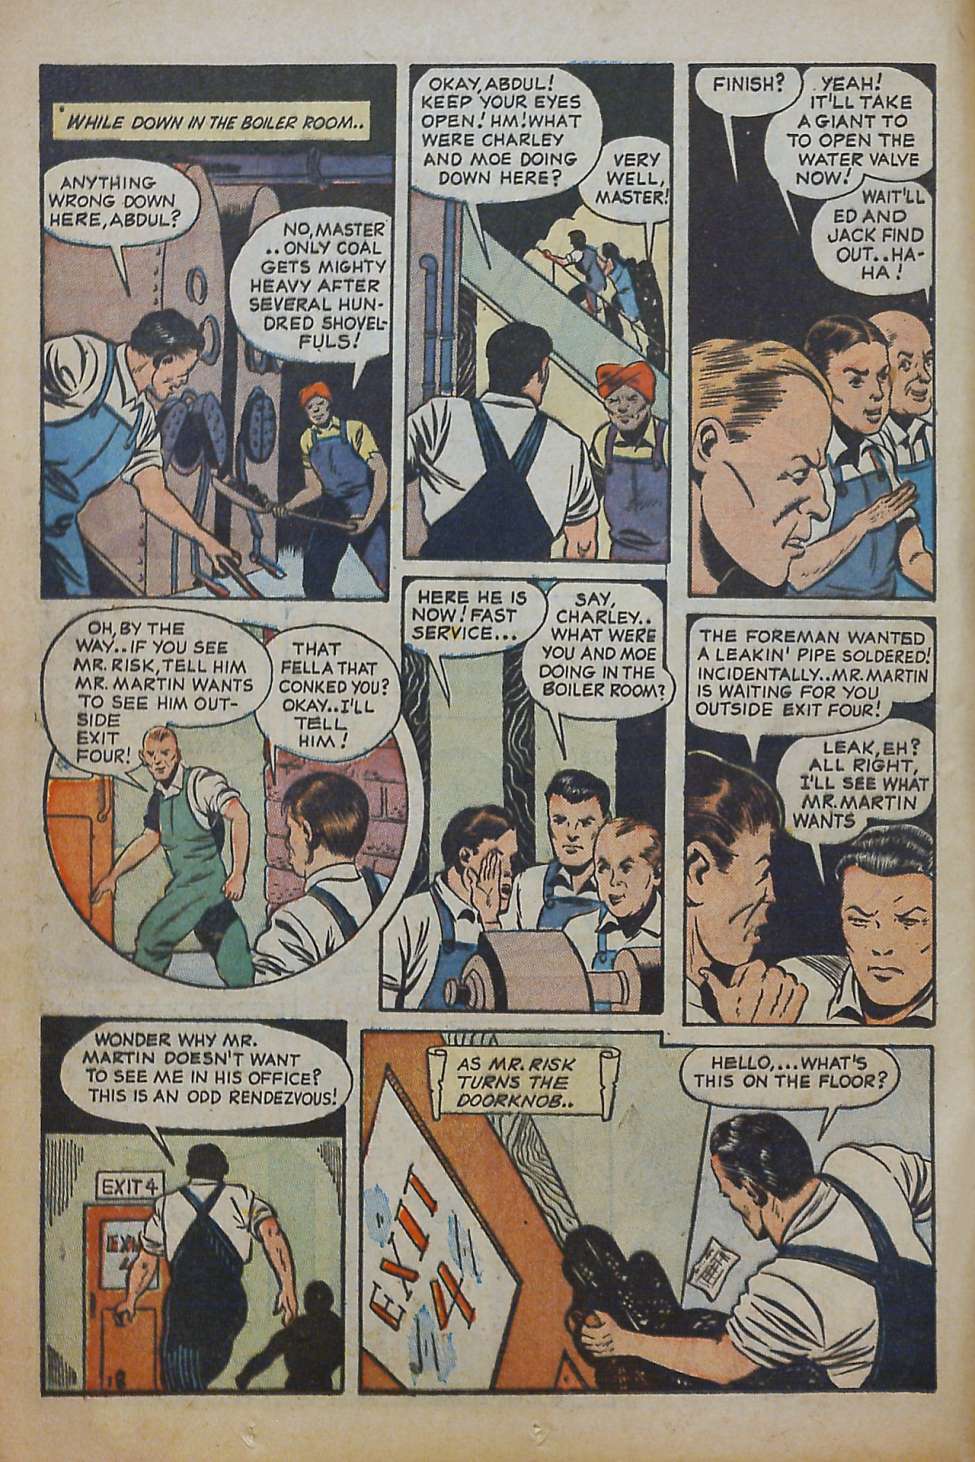 WHILE DOWN IN THE BOILER ROOM..
ANYTHING
WRONG DOWN
HERE, ABDUL?
NO, MASTER
..ONLY COAL
GETS MIGHTY
HEAVY AFTER
SEVERAL HUN-
DRED SHOVEL-
FULS!
OKAY, ABDUL!
KEEP YOUR EYES
OPEN! HM! WHAT
WERE CHARLEY
AND MOE DOING
DOWN HERE?
VERY
WELL,
MASTER!
FINISH?
YEAH!
IT'LL TAKE
A GIANT TO
TO OPEN THE
WATER VALVE
NOW!
WAIT'LL
ED AND
JACK FIND
OUT..HA-
HA!
OH, BY THE
WAY..IF YOU SEE
MR. RISK, TELL HIM
MR. MARTIN WANTS
TO SEE HIM OUT-
SIDE
EXIT
FOUR!
THAT
FELLA THAT
CONKED YOU?
OKAY..I'LL
TELL
HIM!
HERE HE IS
NOW! FAST
SERVICE...
SAY,
CHARLEY..
WHAT WERE
YOU AND MOE
DOING IN THE
BOILER ROOM?
THE FOREMAN WANTED
A LEAKIN' PIPE SOLDERED!
INCIDENTALLY..MR. MARTIN
IS WAITING FOR YOU
OUTSIDE EXIT FOUR!
LEAK, EH?
ALL RIGHT,
I'LL SEE WHAT
MR. MARTIN
WANTS
WONDER WHY MR.
MARTIN DOESN'T WANT
TO SEE ME IN HIS OFFICE?
THIS IS AN ODD RENDEZVOUS!
EXIT 4
EXIT
4
AS MR. RISK
TURNS THE
DOORKNOB..
EXIT
4
HELLO,...WHAT'S
THIS ON THE FLOOR?